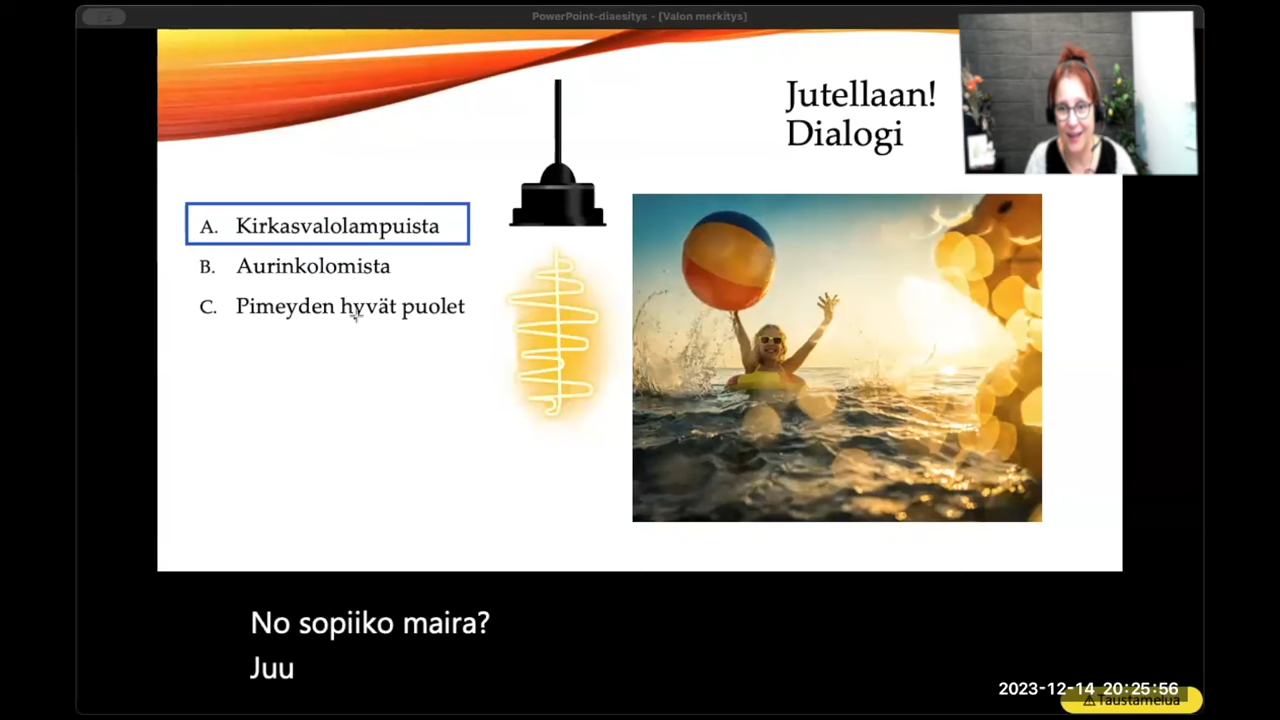 PowerPoint-diaesitys - [Valon merkitys]
Jutellaan!
Dialogi
A. Kirkasvalolampuista
B. Aurinkolomista
C. Pimeyden hyvät puolet
No sopiiko maira?
Juu
2023-12-14 20:25:56
⚠Taustamelua